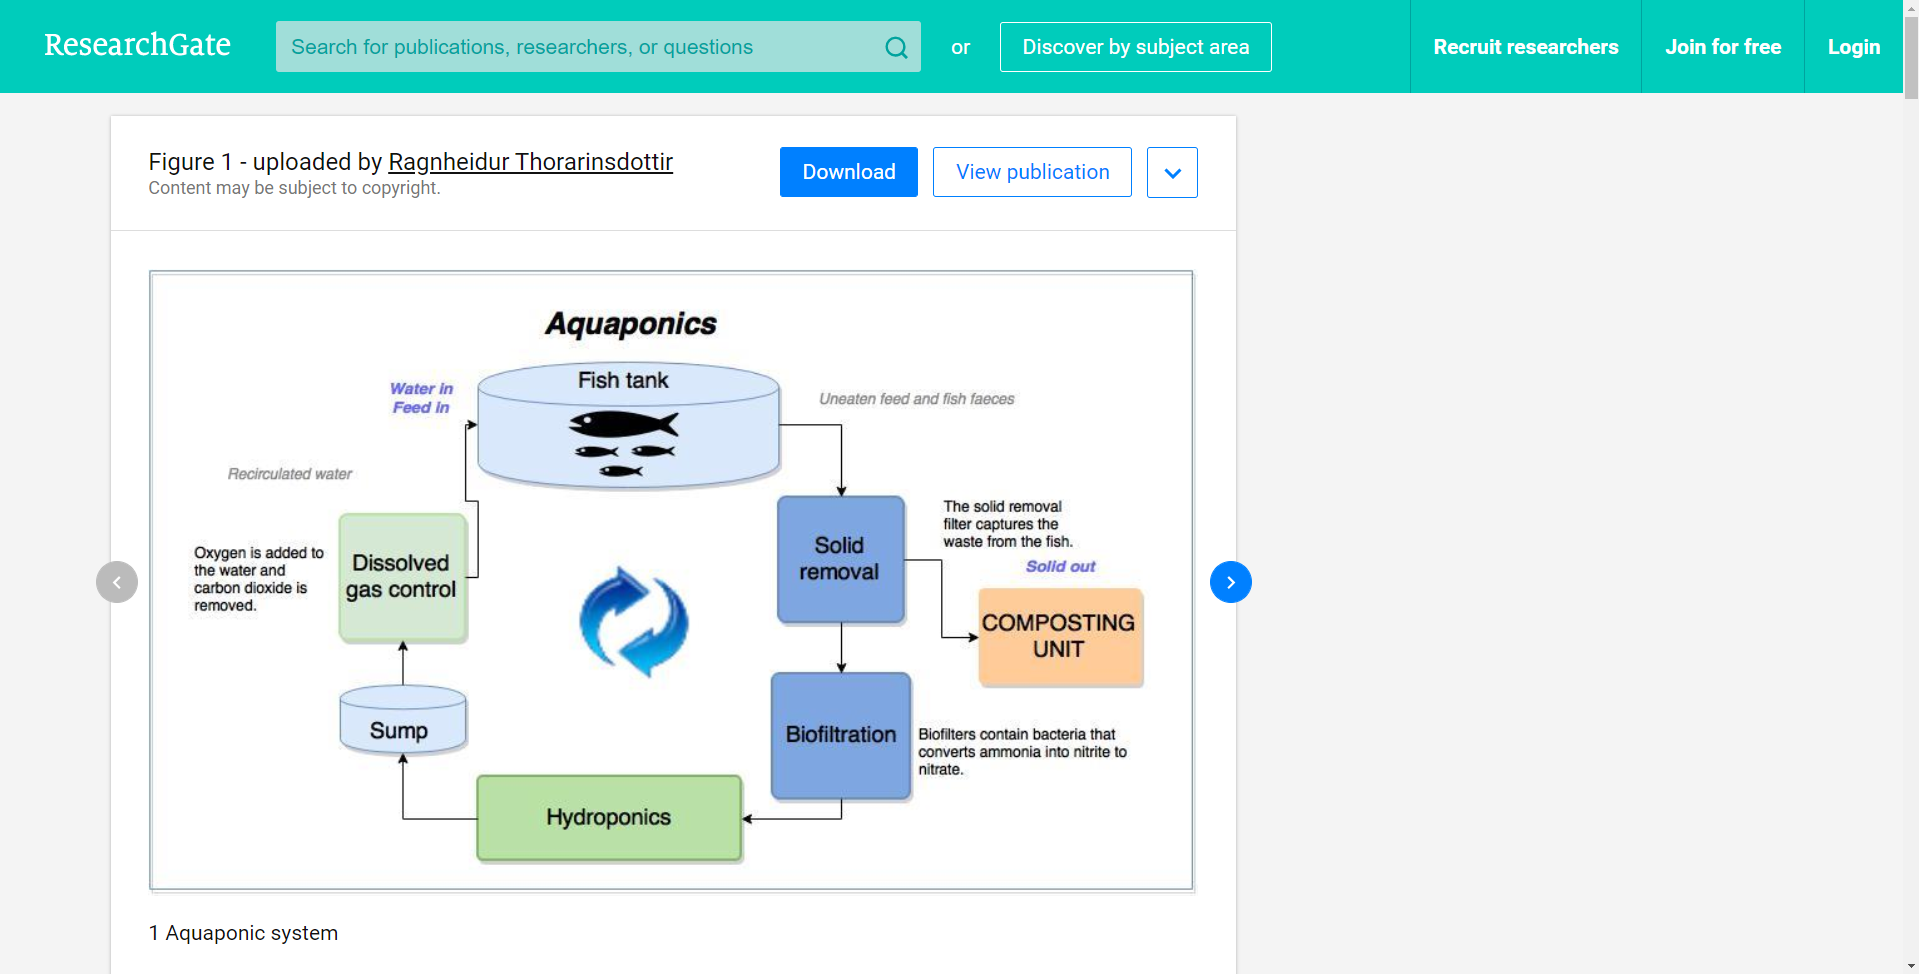 ResearchGate
Search for publications, researchers, or questions
or
Discover by subject area
Recruit researchers
Join for free
Login
Figure 1 - uploaded by Ragnheidur Thorarinsdottir
Content may be subject to copyright.
Download
View publication
Aquaponics
Fish tank
Water in
Feed in
Uneaten feed and fish faeces
Recirculated water
The solid removal
filter captures the
waste from the fish.
Solid out
Solid
removal
Oxygen is added to
the water and
carbon dioxide is
removed.
Dissolved
gas control
COMPOSTING
UNIT
Sump
Biofiltration
Biofilters contain bacteria that
converts ammonia into nitrite to
nitrate.
Hydroponics
1 Aquaponic system